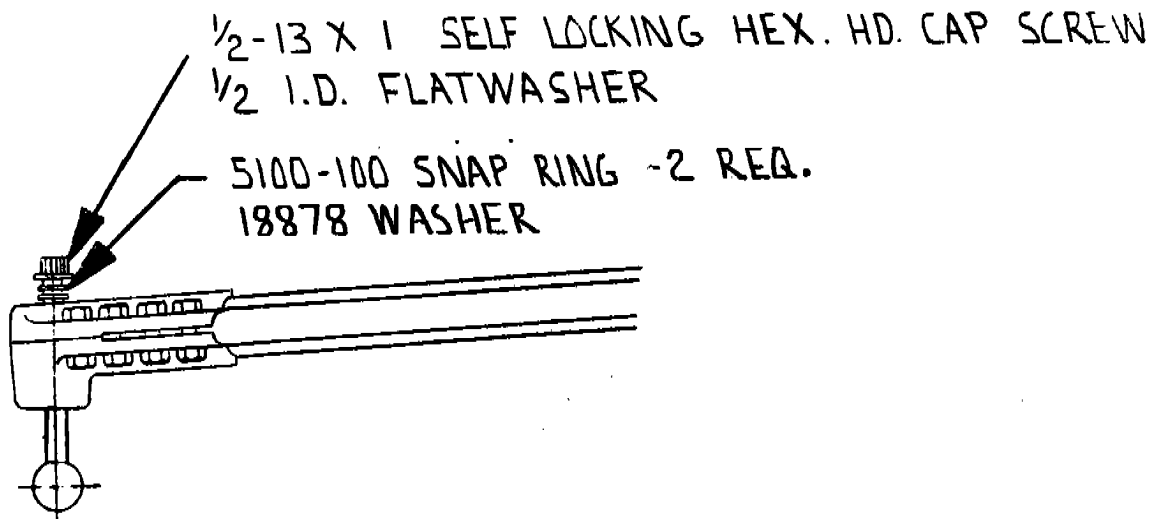 ½-13 X 1 SELF LOCKING HEX. HD. CAP SCREW
½ I.D. FLATWASHER
5100-100 SNAP RING -2 REQ.
18878 WASHER